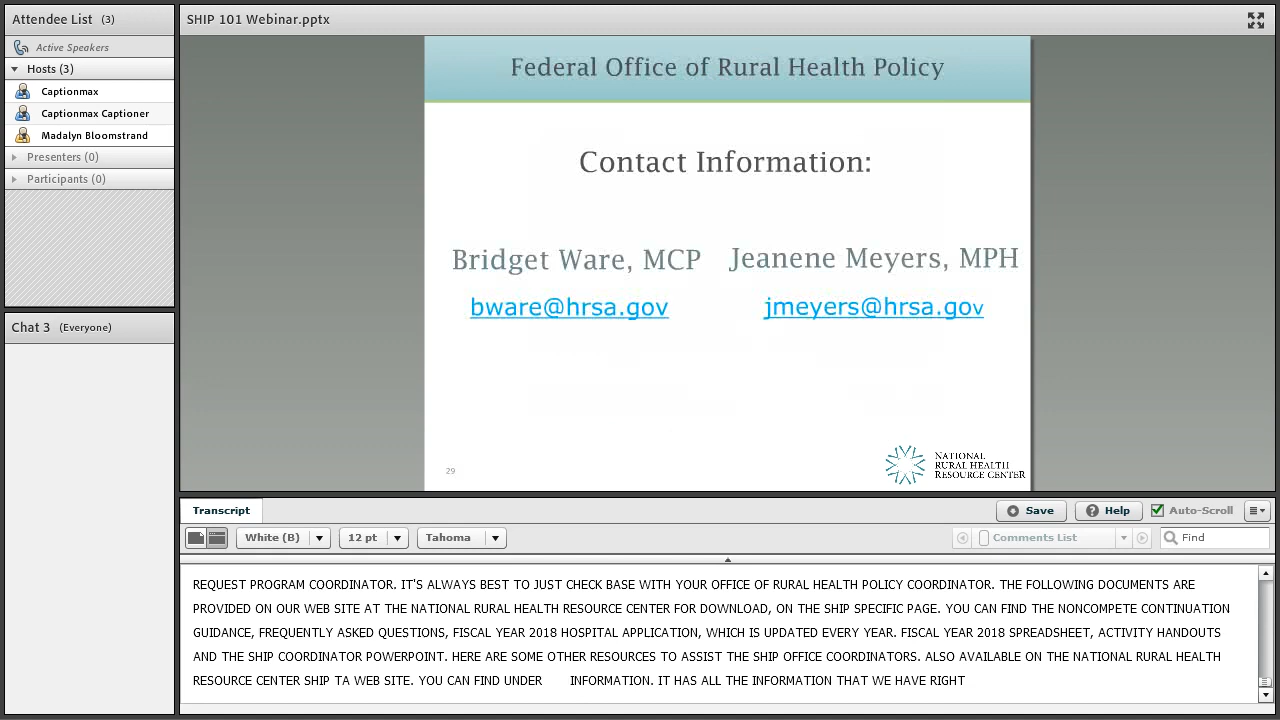 Attendee List (3)
Active Speakers
Hosts (3)
Captionmax
Captionmax Captioner
Madalyn Bloomstrand
Presenters (0)
Participants (0)
Chat 3 (Everyone)
SHIP 101 Webinar.pptx
Federal Office of Rural Health Policy
Contact Information:
Bridget Ware, MCP Jeanene Meyers, MPH
bware@hrsa.gov jmeyers@hrsa.gov
29
NATIONAL
RURAL HEALTH
RESOURCE CENTER
Transcript Save Help Auto-Scroll
White (B) 12 pt Tahoma Comments List Find
REQUEST PROGRAM COORDINATOR. IT'S ALWAYS BEST TO JUST CHECK BASE WITH YOUR OFFICE OF RURAL HEALTH POLICY COORDINATOR. THE FOLLOWING DOCUMENTS ARE
PROVIDED ON OUR WEB SITE AT THE NATIONAL RURAL HEALTH RESOURCE CENTER FOR DOWNLOAD, ON THE SHIP SPECIFIC PAGE. YOU CAN FIND THE NONCOMPETE CONTINUATION
GUIDANCE, FREQUENTLY ASKED QUESTIONS, FISCAL YEAR 2018 HOSPITAL APPLICATION, WHICH IS UPDATED EVERY YEAR. FISCAL YEAR 2018 SPREADSHEET, ACTIVITY HANDOUTS
AND THE SHIP COORDINATOR POWERPOINT. HERE ARE SOME OTHER RESOURCES TO ASSIST THE SHIP OFFICE COORDINATORS. ALSO AVAILABLE ON THE NATIONAL RURAL HEALTH
RESOURCE CENTER SHIP TA WEB SITE. YOU CAN FIND UNDER INFORMATION. IT HAS ALL THE INFORMATION THAT WE HAVE RIGHT